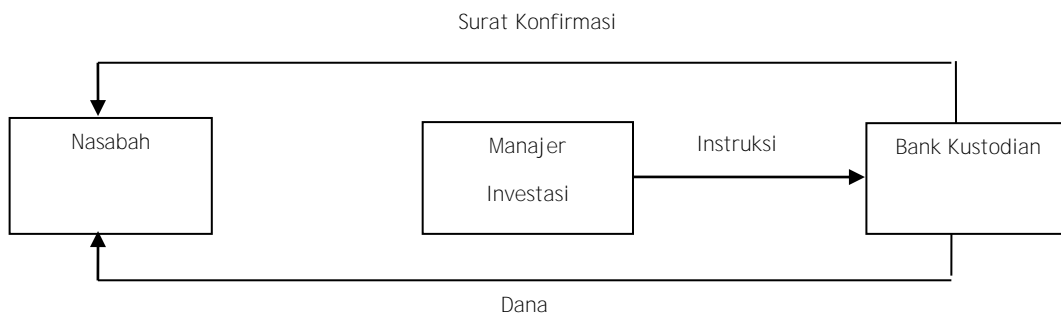 Surat Konfirmasi
Nasabah
Manajer
Investasi
Instruksi
Bank Kustodian
Dana